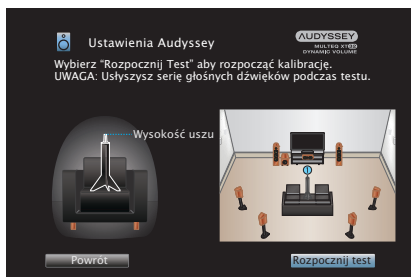 Ustawienia Audyssey
AUDYSSEY
MULTEQ XT32
DYNAMIC VOLUME
Wybierz "Rozpocznij Test" aby rozpocząć kalibrację.
UWAGA: Usłyszysz serię głośnych dźwięków podczas testu.
Wysokość uszu
1
Powrót
Rozpocznij test